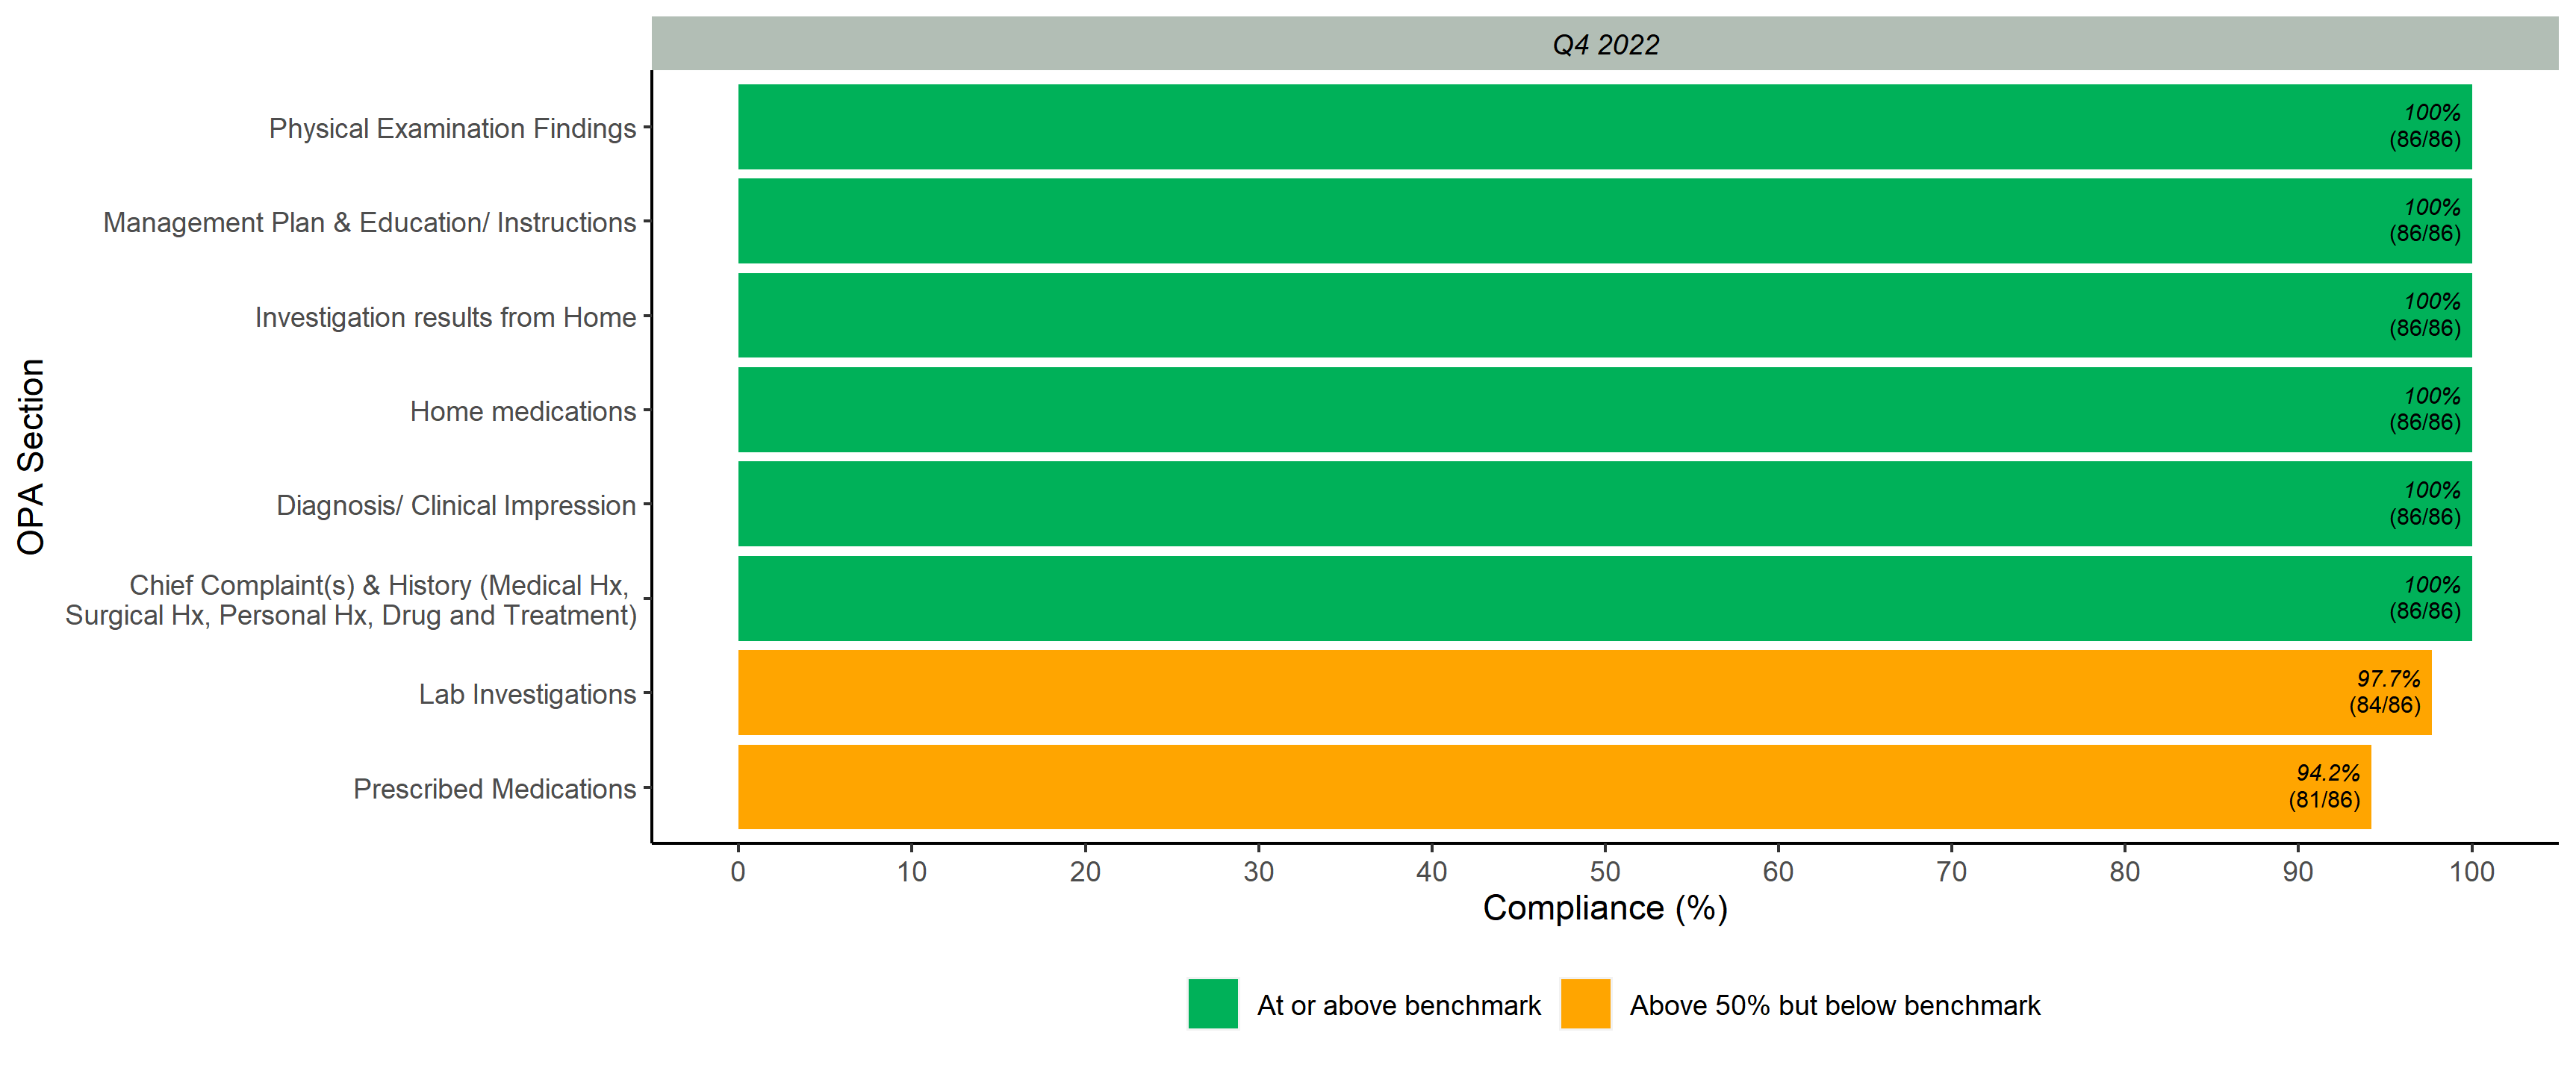 Q4 2022
Physical Examination Findings
100%
(86/86)
Management Plan & Education/ Instructions
100%
(86/86)
Investigation results from Home
100%
(86/86)
Home medications
100%
(86/86)
Diagnosis/ Clinical Impression
100%
(86/86)
Chief Complaint(s) & History (Medical Hx,
Surgical Hx, Personal Hx, Drug and Treatment)
100%
(86/86)
Lab Investigations
97.7%
(84/86)
Prescribed Medications
94.2%
(81/86)
OPA Section
0 10 20 30 40 50 60 70 80 90 100
Compliance (%)
At or above benchmark
Above 50% but below benchmark